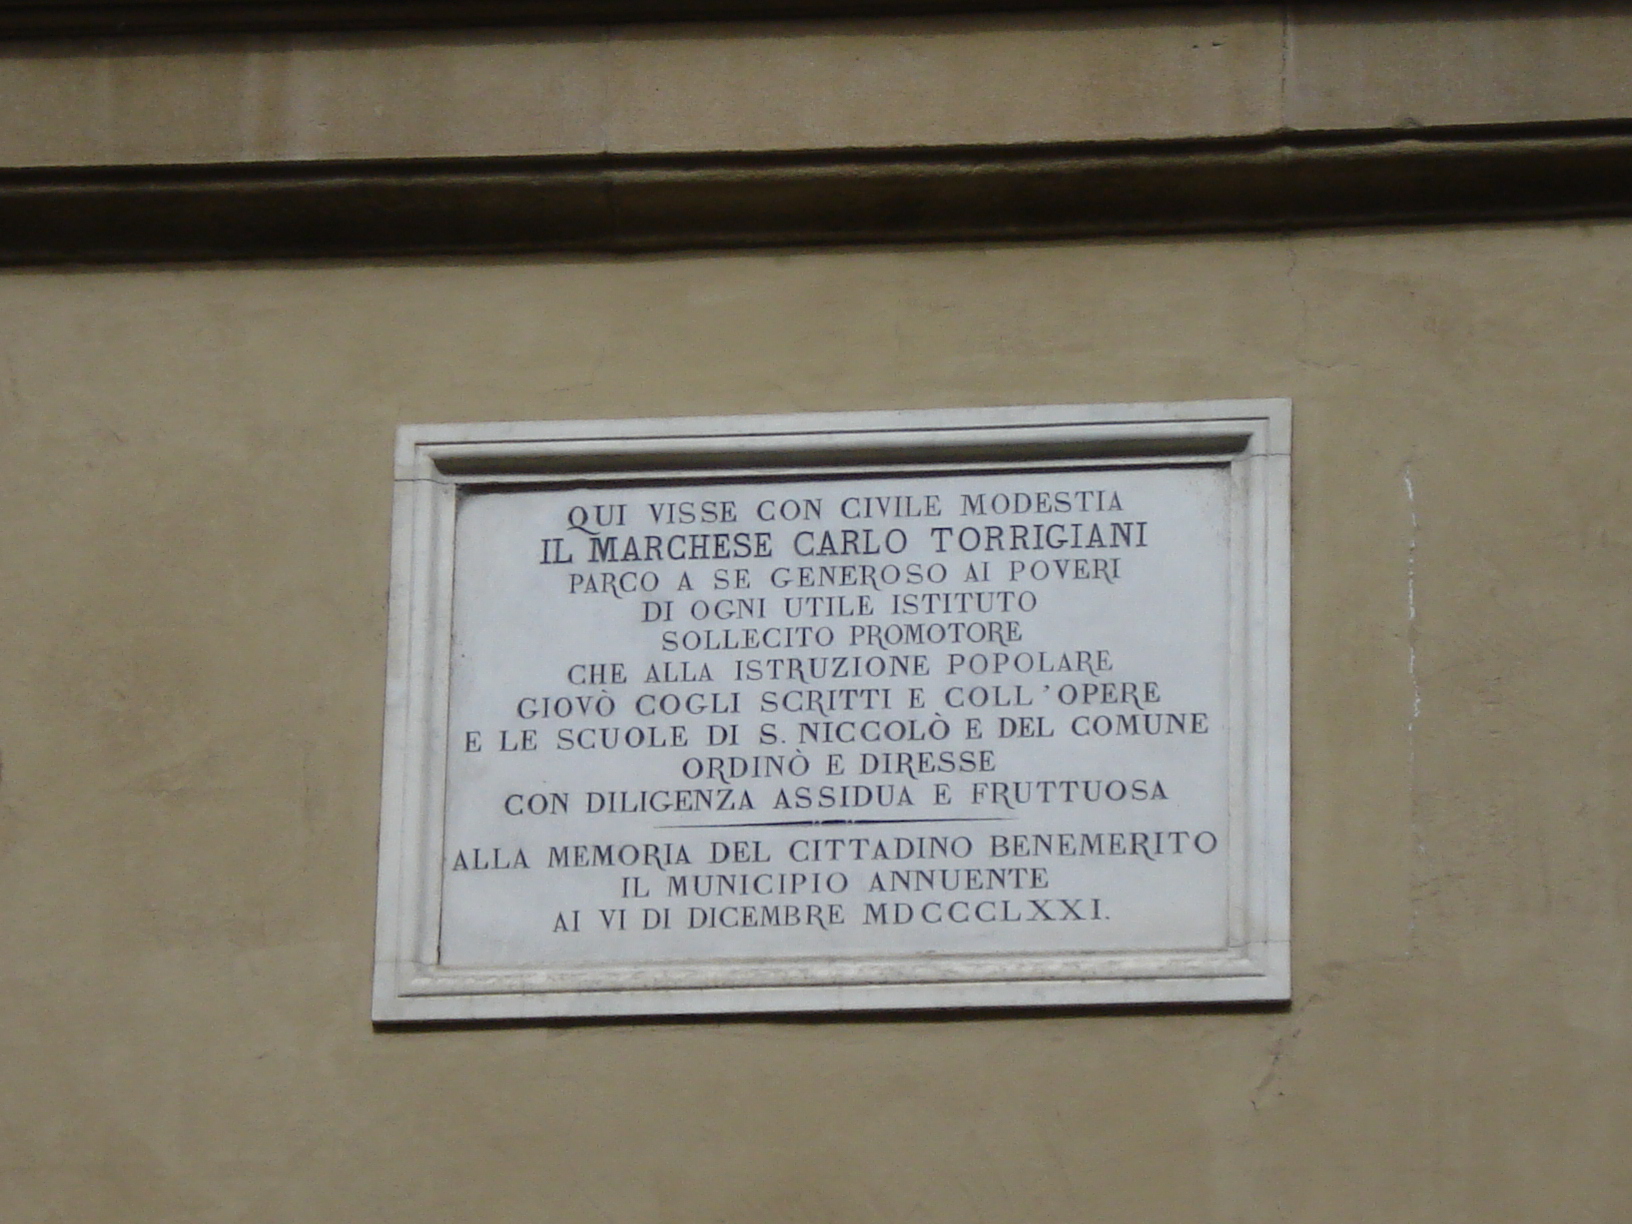 QUI VISSE CON CIVILE MODESTIA
IL MARCHESE CARLO TORRIGIANI
PARCO A SE GENEROSO AI POVERI
DI OGNI UTILE ISTITUTO
SOLLECITO PROMOTORE
CHE ALLA ISTRUZIONE POPOLARE
GIOVÒ COGLI SCRITTI E COLL'OPERE
E LE SCUOLE DI S. NICCOLÒ E DEL COMUNE
ORDINÒ E DIRESSE
CON DILIGENZA ASSIDUA E FRUTTUOSA
ALLA MEMORIA DEL CITTADINO BENEMERITO
IL MUNICIPIO ANNUENTE
AI VI DI DICEMBRE MDCCCLXXI.